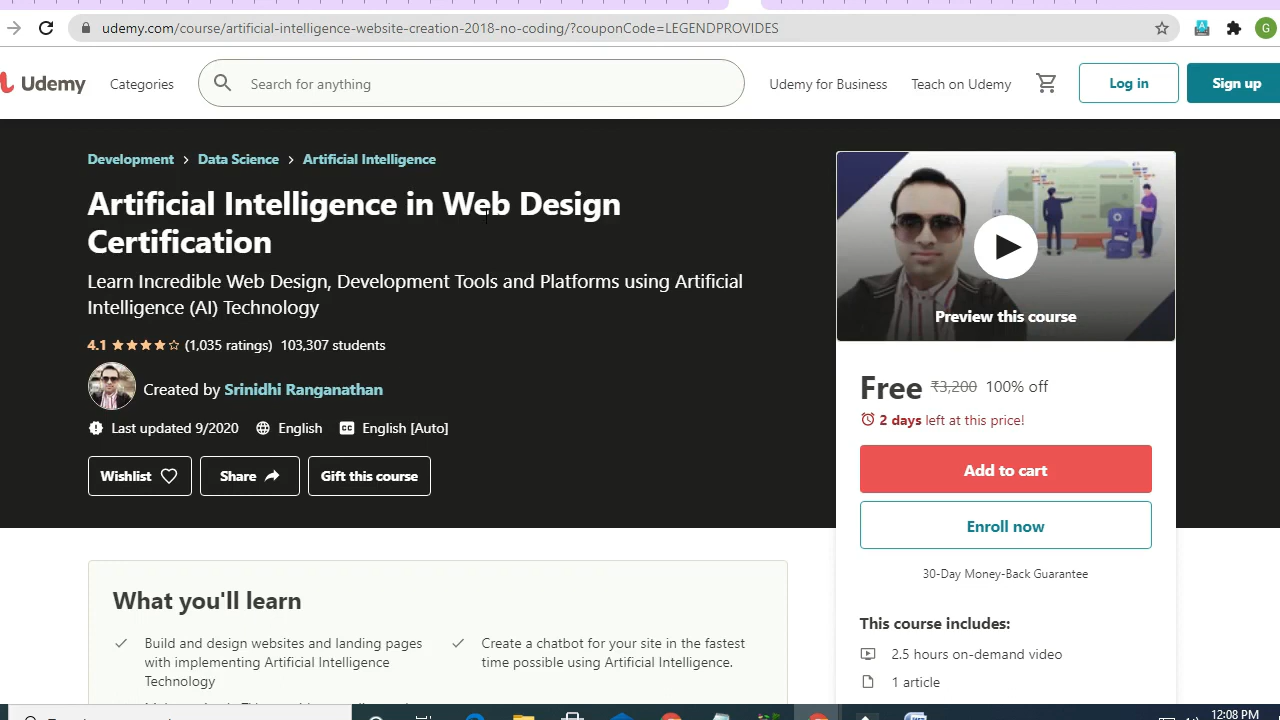 udemy.com/course/artificial-intelligence-website-creation-2018-no-coding/?couponCode=LEGENDPROVIDES
G
Udemy
Categories
Search for anything
Udemy for Business
Teach on Udemy
Log in
Sign up
Development > Data Science > Artificial Intelligence
Artificial Intelligence in Web Design
Certification
Learn Incredible Web Design, Development Tools and Platforms using Artificial
Intelligence (AI) Technology
4.1 (1,035 ratings) 103,307 students
Created by Srinidhi Ranganathan
Last updated 9/2020 English CC English [Auto]
Wishlist
Share
Gift this course
Preview this course
Free ₹3,200 100% off
2 days left at this price!
Add to cart
Enroll now
30-Day Money-Back Guarantee
This course includes:
2.5 hours on-demand video
1 article
What you'll learn
Build and design websites and landing pages
with implementing Artificial Intelligence
Technology
Create a chatbot for your site in the fastest
time possible using Artificial Intelligence.
12:08 PM